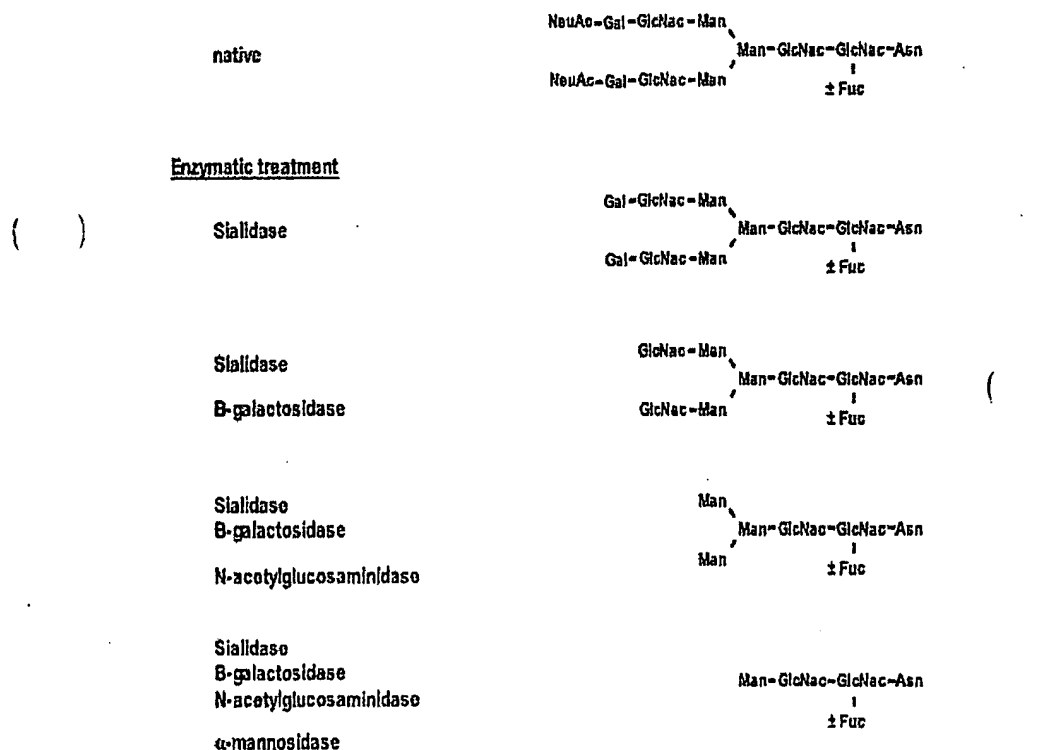 NeuAc-Gal-GlcNac-Man
native
Man-GlcNac-GlcNac-Asn
NeuAc-Gal-GlcNac-Man
± Fuc
Enzymatic treatment
Gal-GlcNac-Man
( ) Sialidase
Man-GlcNac-GlcNac-Asn
Gal-GlcNac-Man
± Fuc
GlcNac-Man
Sialidase
Man-GlcNac-GlcNac-Asn (
B-galactosidase
GlcNac-Man
± Fuc
Man
Sialidase
B-galactosidase
Man-GlcNac-GlcNac-Asn
Man
± Fuc
N-acetylglucosaminidase
Sialidase
B-galactosidase
Man-GlcNac-GlcNac-Asn
N-acetylglucosaminidase
± Fuc
α-mannosidase